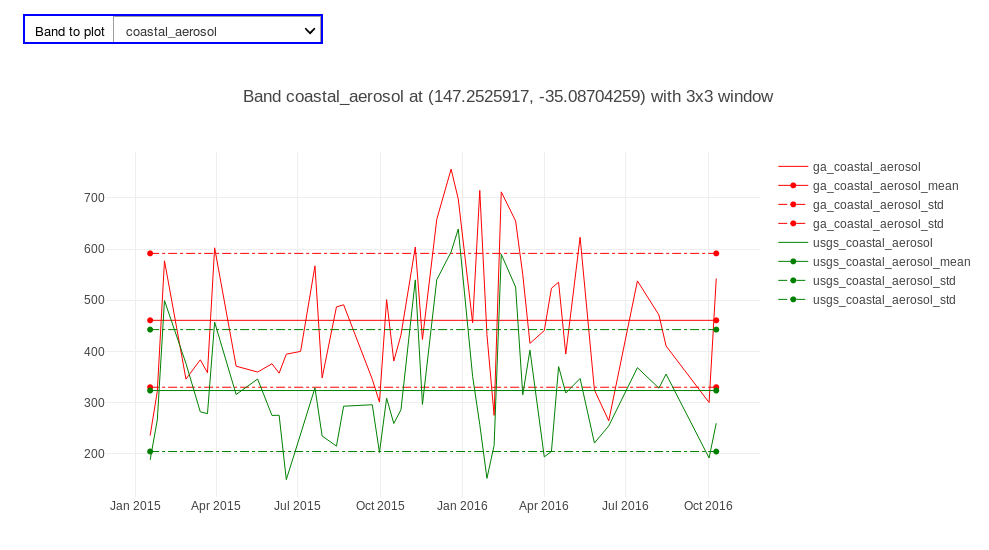 Band to plot coastal_aerosol
Band coastal_aerosol at (147.2525917, -35.08704259) with 3x3 window
700
600
500
400
300
200
Jan 2015 Apr 2015 Jul 2015 Oct 2015 Jan 2016 Apr 2016 Jul 2016 Oct 2016
ga_coastal_aerosol
ga_coastal_aerosol_mean
ga_coastal_aerosol_std
ga_coastal_aerosol_std
usgs_coastal_aerosol
usgs_coastal_aerosol_mean
usgs_coastal_aerosol_std
usgs_coastal_aerosol_std